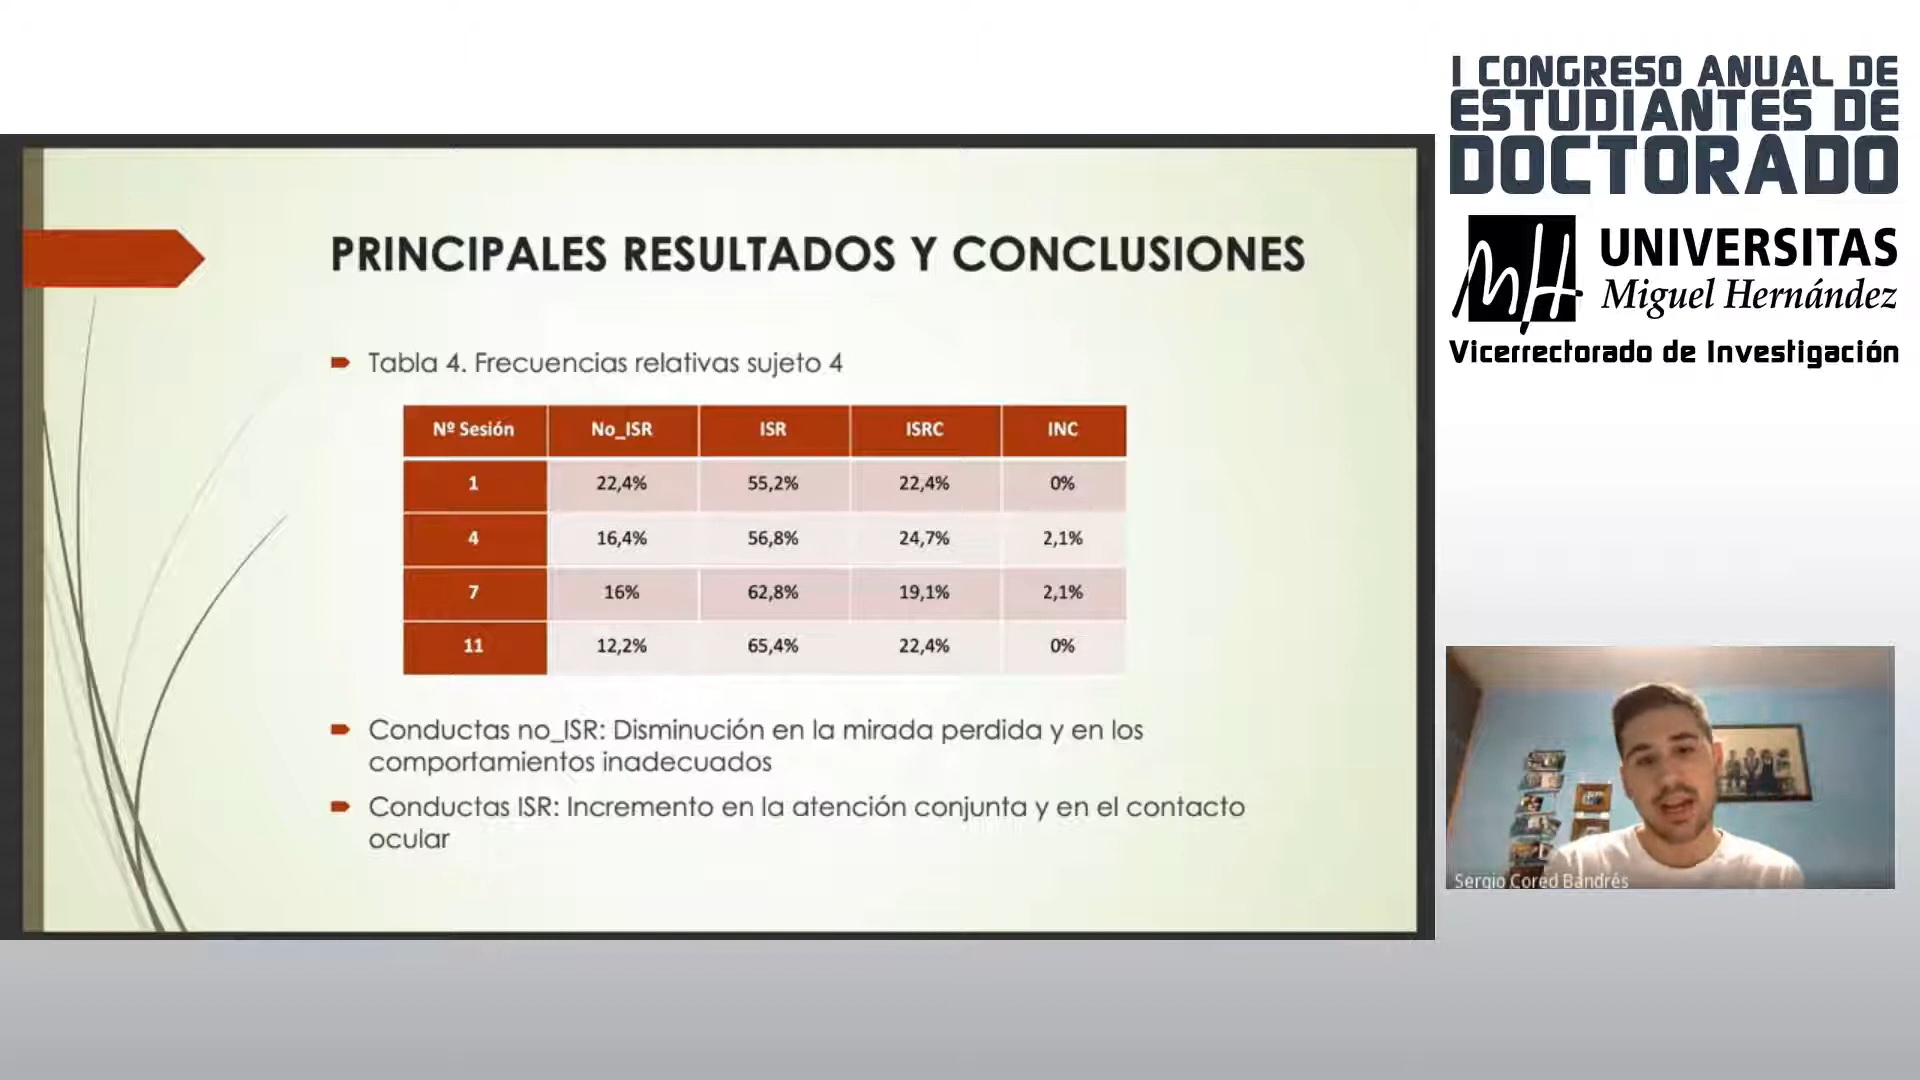 I CONGRESO ANUAL DE
ESTUDIANTES DE
DOCTORADO
UNIVERSITAS
Miguel Hernández
Vicerrectorado de Investigación
PRINCIPALES RESULTADOS Y CONCLUSIONES
Tabla 4. Frecuencias relativas sujeto 4
Nº Sesión No_ISR ISR ISRC INC
1 22,4% 55,2% 22,4% 0%
4 16,4% 56,8% 24,7% 2,1%
7 16% 62,8% 19,1% 2,1%
11 12,2% 65,4% 22,4% 0%
Conductas no_ISR: Disminución en la mirada perdida y en los
comportamientos inadecuados
Conductas ISR: Incremento en la atención conjunta y en el contacto
ocular
Sergio Cored Bandrés